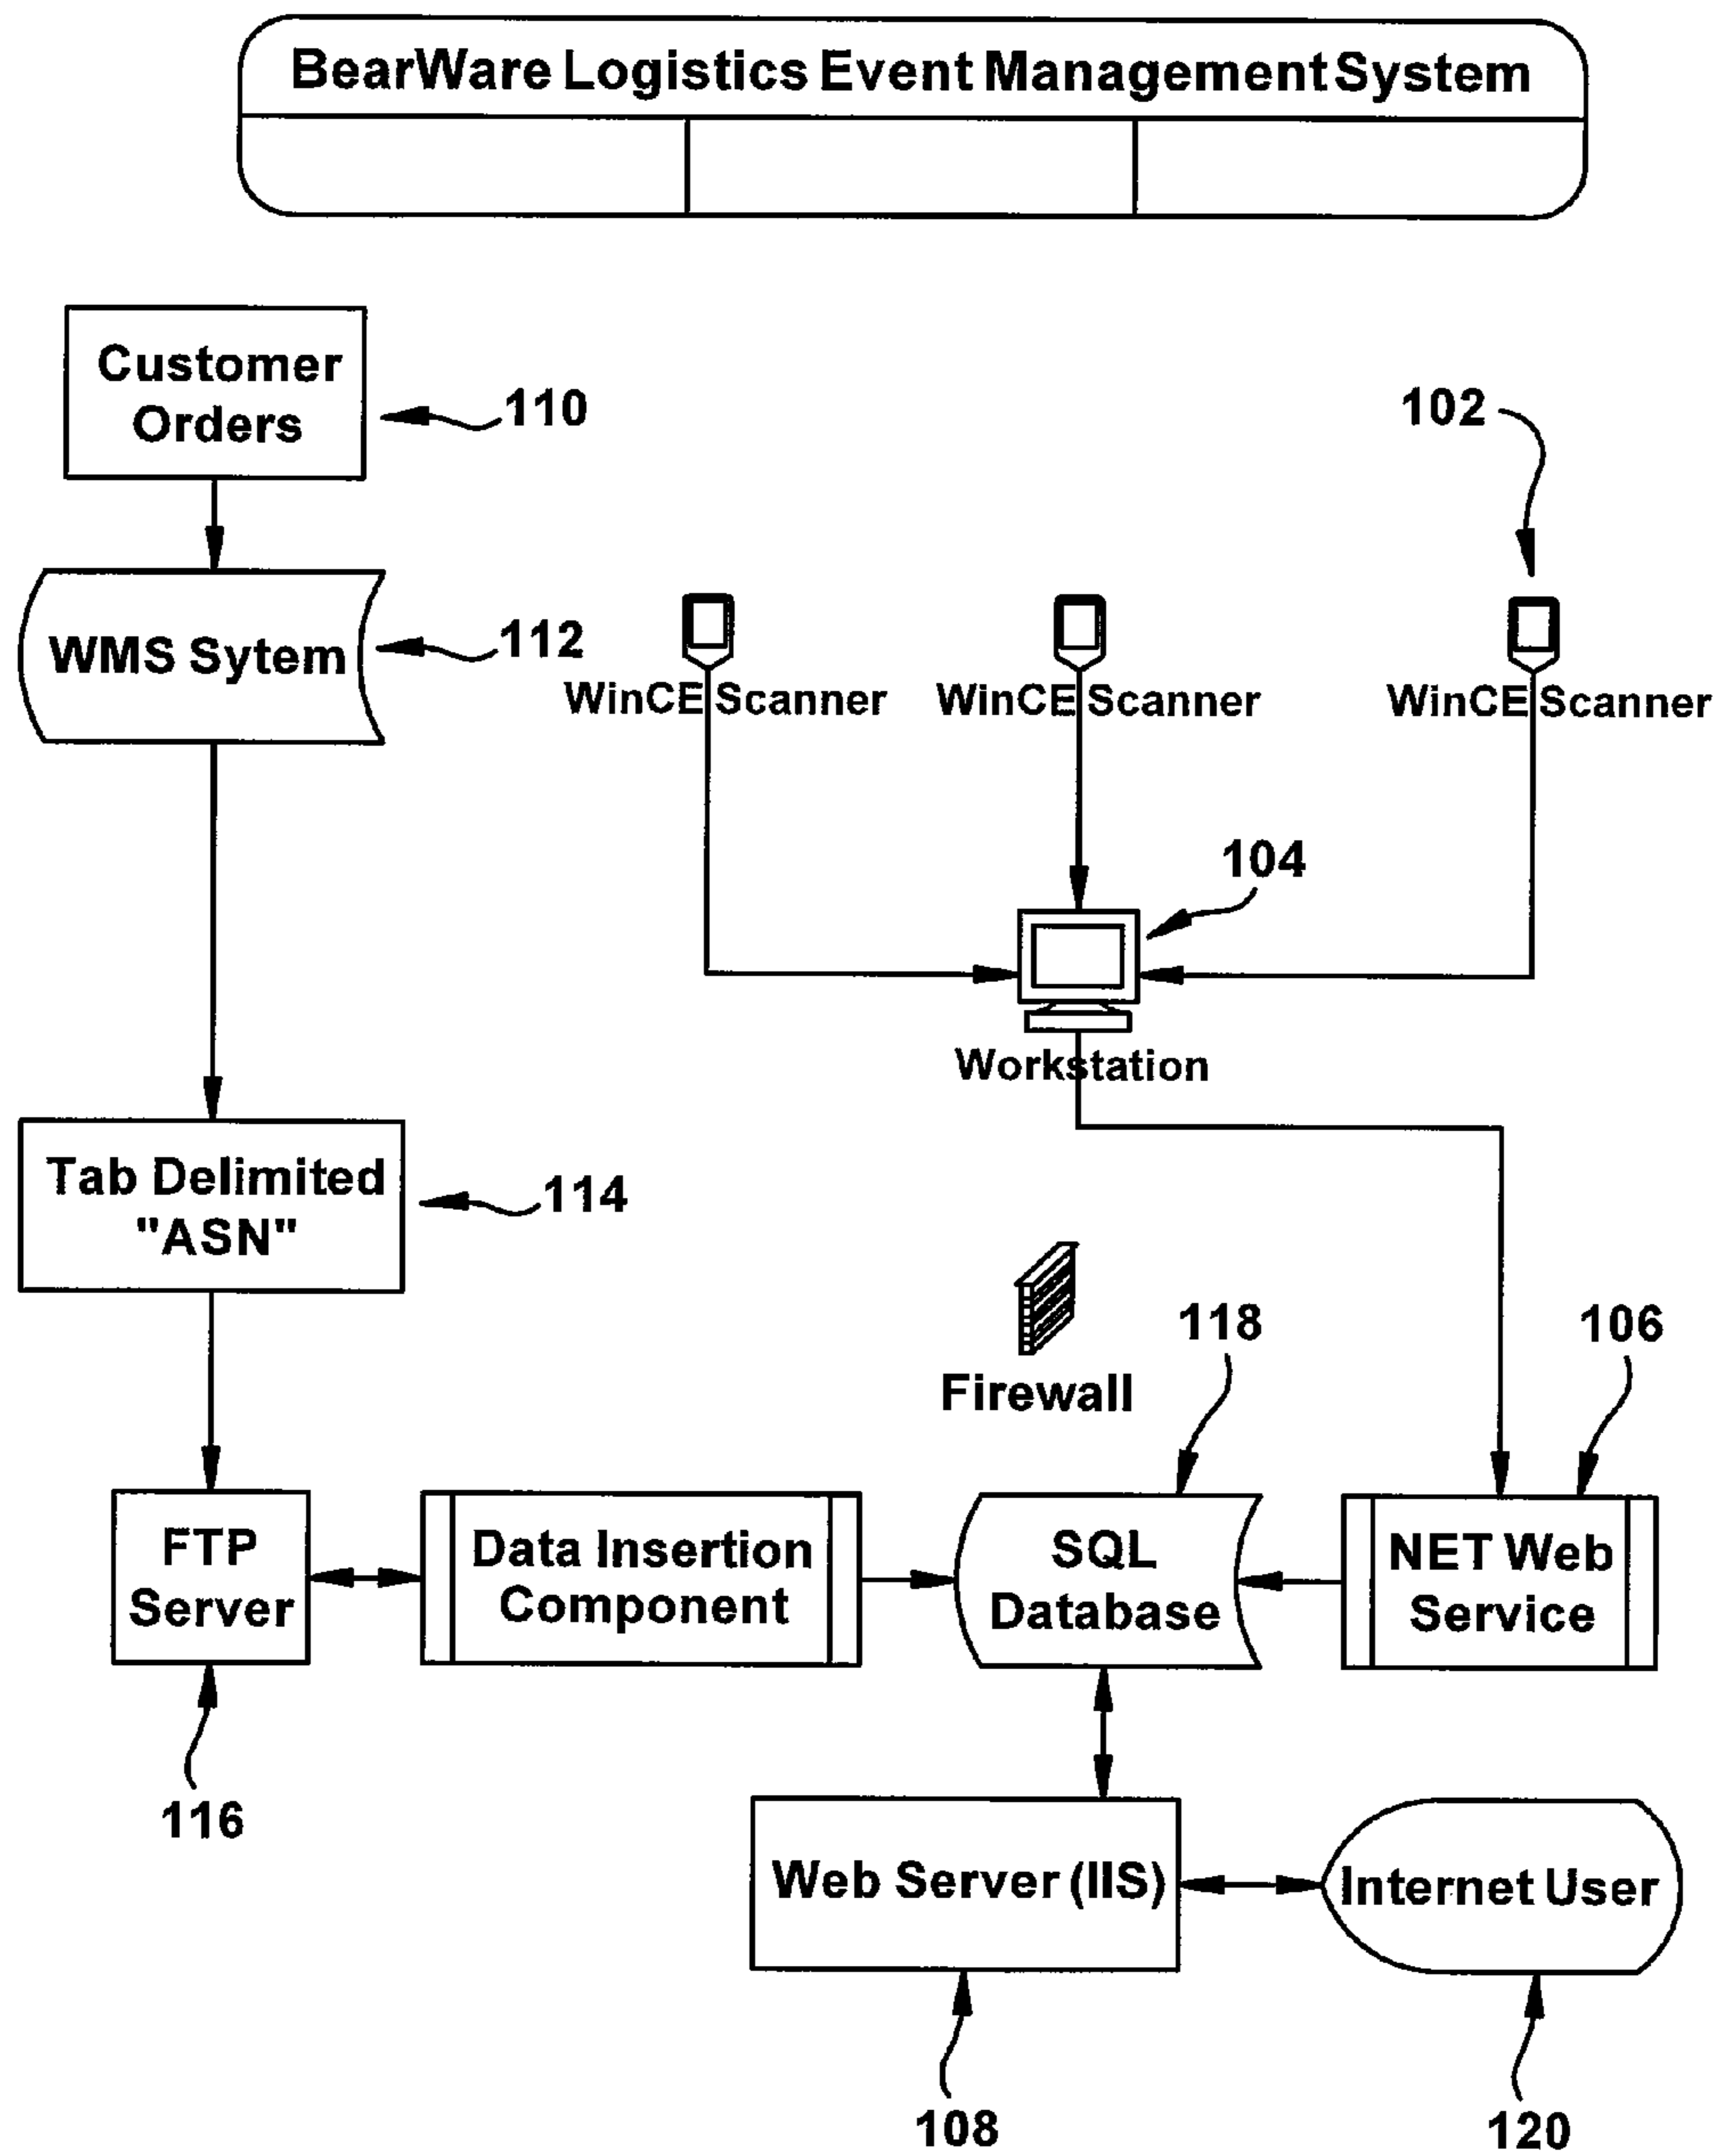 BearWare Logistics Event Management System
Customer
Orders
110
102
WMS Sytem
112
WinCE Scanner
WinCE Scanner
WinCE Scanner
104
Workstation
Tab Delimited
"ASN"
114
Firewall
118
106
FTP
Server
Data Insertion
Component
SQL
Database
NET Web
Service
116
Web Server (IIS)
Internet User
108
120